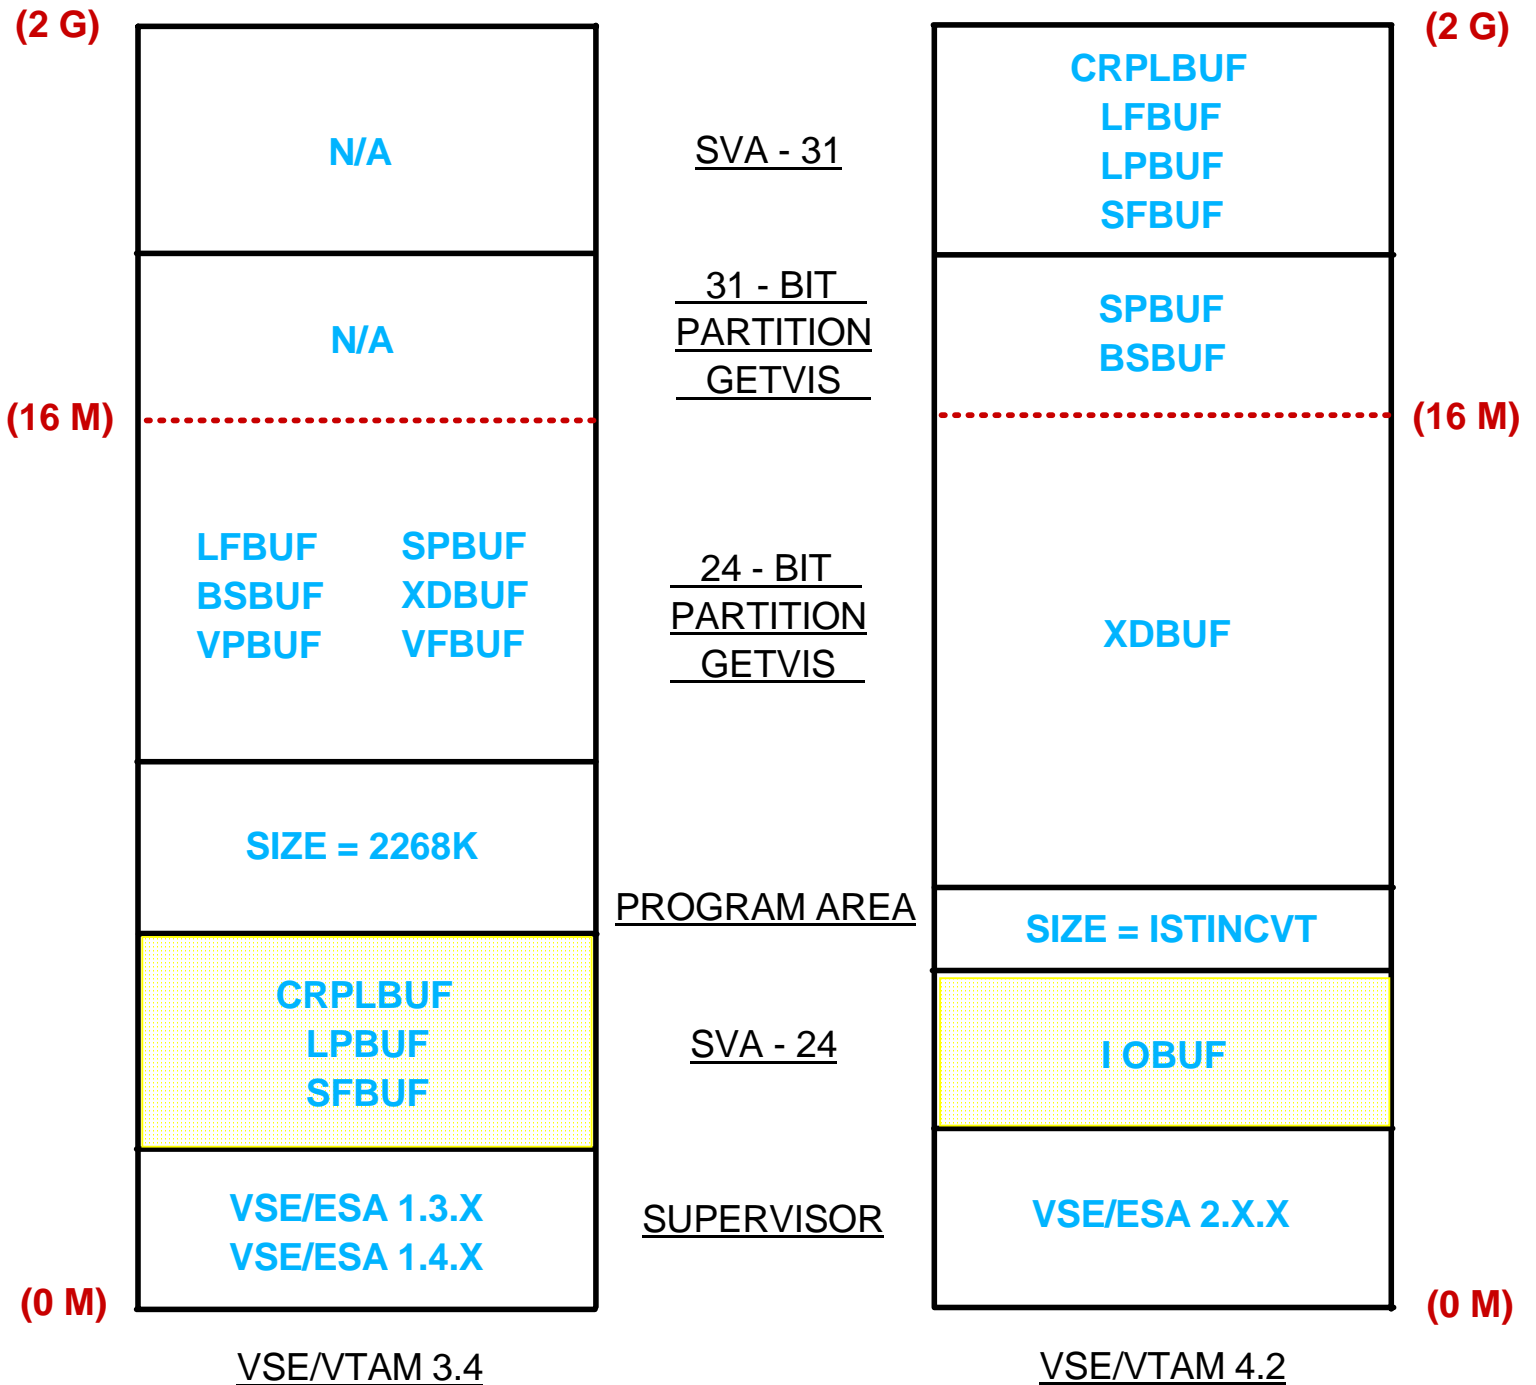 (2 G)
(2 G)
N/A
SVA - 31
CRPLBUF
LFBUF
LPBUF
SFBUF
N/A
31 - BIT
PARTITION
GETVIS
SPBUF
BSBUF
(16 M)
(16 M)
LFBUF SPBUF
BSBUF XDBUF
VPBUF VFBUF
24 - BIT
PARTITION
GETVIS
XDBUF
SIZE = 2268K
PROGRAM AREA
SIZE = ISTINCVT
CRPLBUF
LPBUF
SFBUF
SVA - 24
I OBUF
VSE/ESA 1.3.X
VSE/ESA 1.4.X
SUPERVISOR
VSE/ESA 2.X.X
(0 M)
(0 M)
VSE/VTAM 3.4
VSE/VTAM 4.2